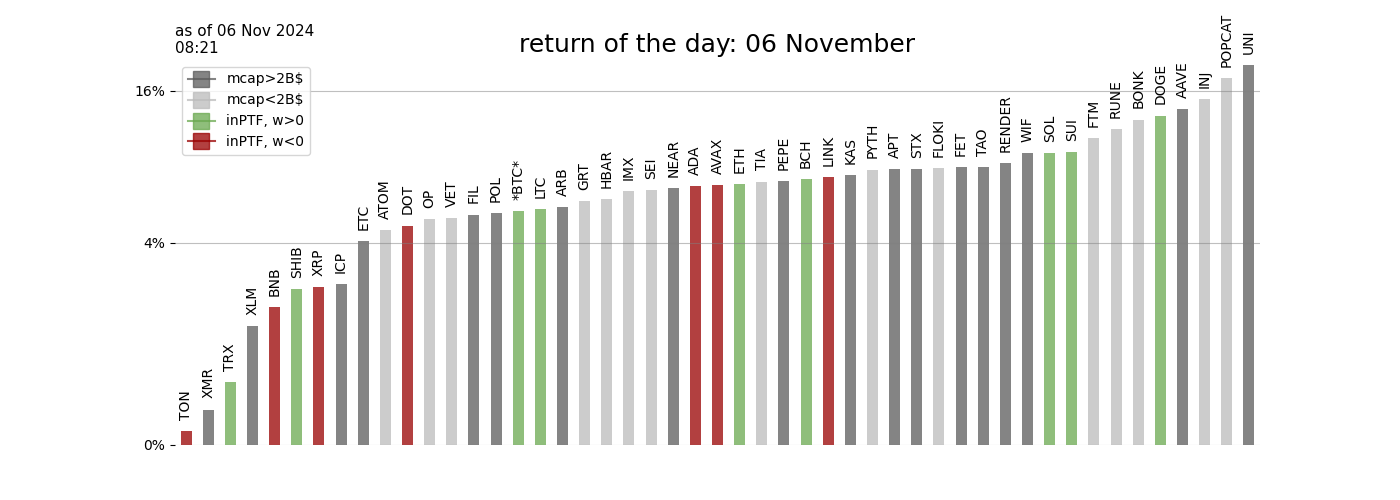 as of 06 Nov 2024
08:21
return of the day: 06 November
mcap>2B$
mcap<2B$
inPTF, w>0
inPTF, w<0
16%
4%
0%
TON
XMR
TRX
XLM
BNB
SHIB
XRP
ICP
ETC
ATOM
DOT
OP
VET
FIL
POL
*BTC*
LTC
ARB
GRT
HBAR
IMX
SEI
NEAR
ADA
AVAX
ETH
TIA
PEPE
BCH
LINK
KAS
PYTH
APT
STX
FLOKI
FET
TAO
RENDER
WIF
SOL
SUI
FTM
RUNE
BONK
DOGE
AAVE
INJ
POPCAT
UNI